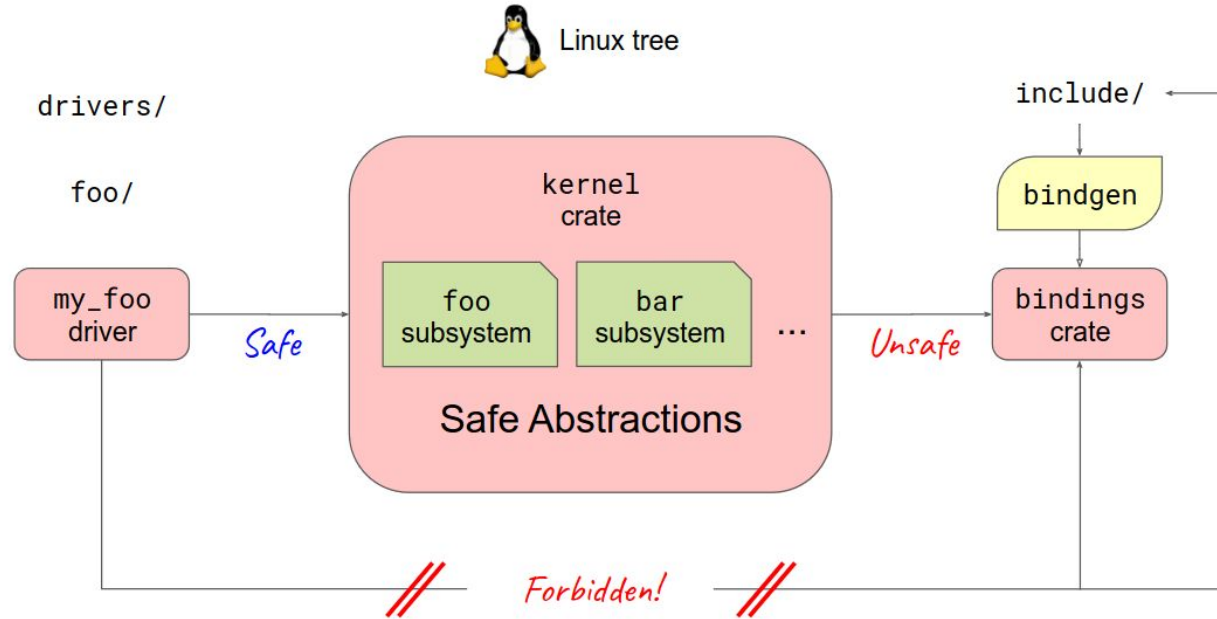 Linux tree
drivers/
foo/
my_foo
driver
Safe
kernel
crate
foo
subsystem
bar
subsystem
...
Safe Abstractions
Unsafe
include/
bindgen
bindings
crate
Forbidden!